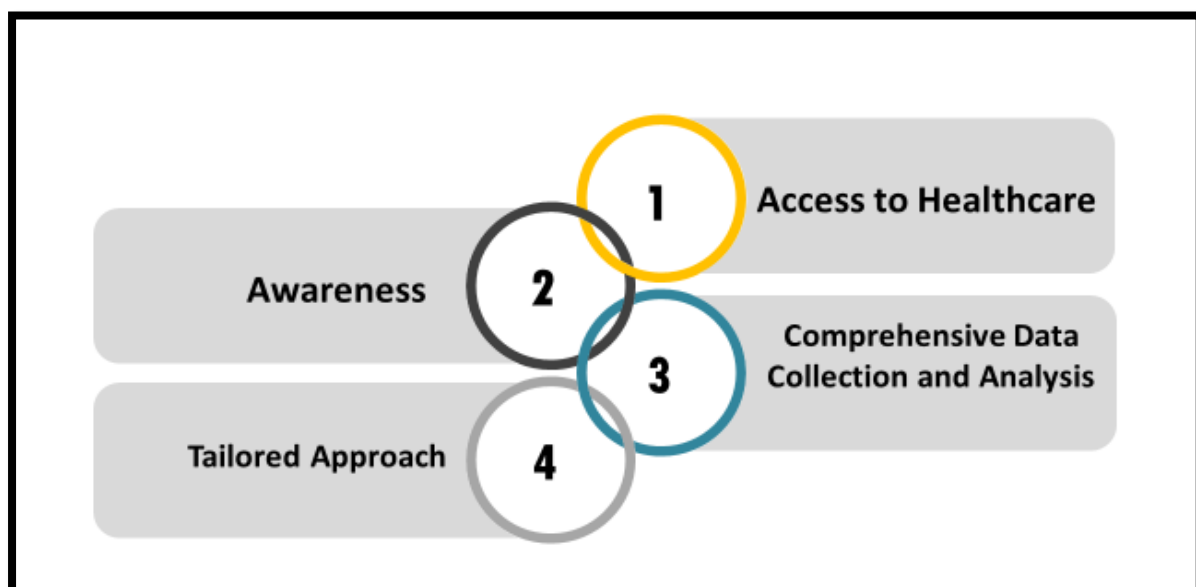 1
Access to Healthcare
2
Awareness
3
Comprehensive Data
Collection and Analysis
4
Tailored Approach